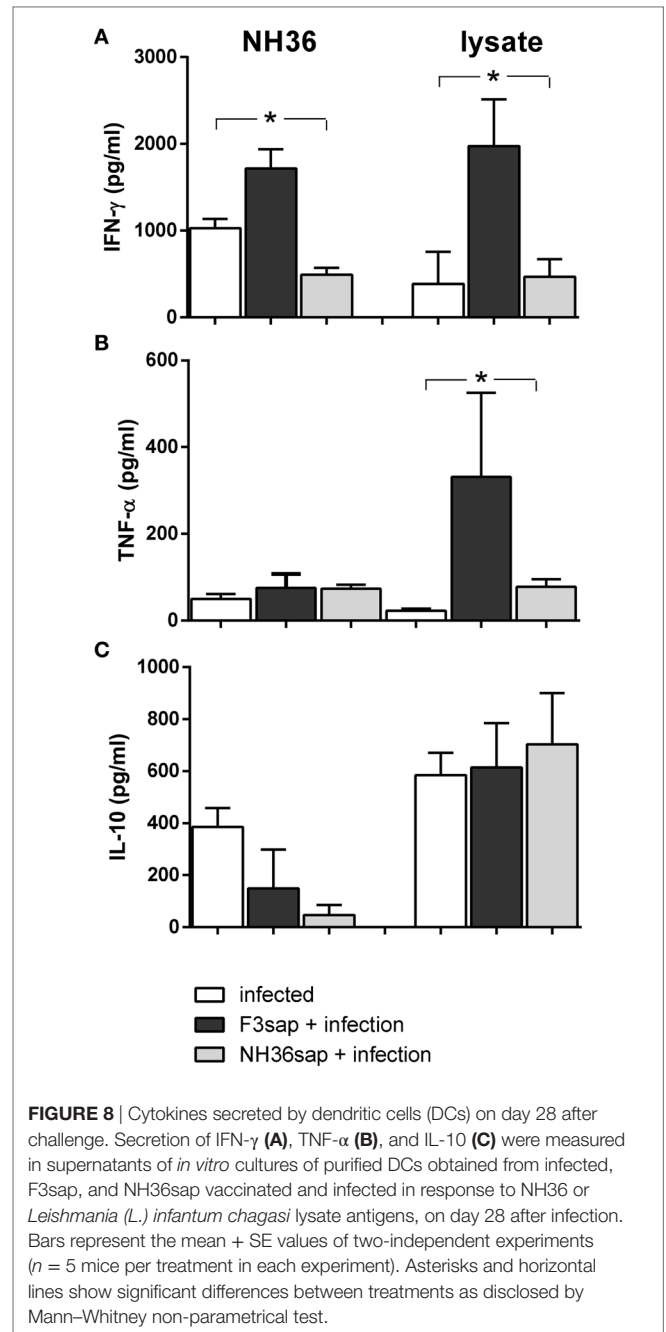 A
NH36
lysate
3000
2000
1000
0
IFN-γ (pg/ml)
*
*
B
600
400
200
0
TNF-α (pg/ml)
*
C
1000
800
600
400
200
0
IL-10 (pg/ml)
infected
F3sap + infection
NH36sap + infection
FIGURE 8 | Cytokines secreted by dendritic cells (DCs) on day 28 after
challenge. Secretion of IFN-γ (A), TNF-α (B), and IL-10 (C) were measured
in supernatants of in vitro cultures of purified DCs obtained from infected,
F3sap, and NH36sap vaccinated and infected in response to NH36 or
Leishmania (L.) infantum chagasi lysate antigens, on day 28 after infection.
Bars represent the mean + SE values of two-independent experiments
(n = 5 mice per treatment in each experiment). Asterisks and horizontal
lines show significant differences between treatments as disclosed by
Mann–Whitney non-parametrical test.